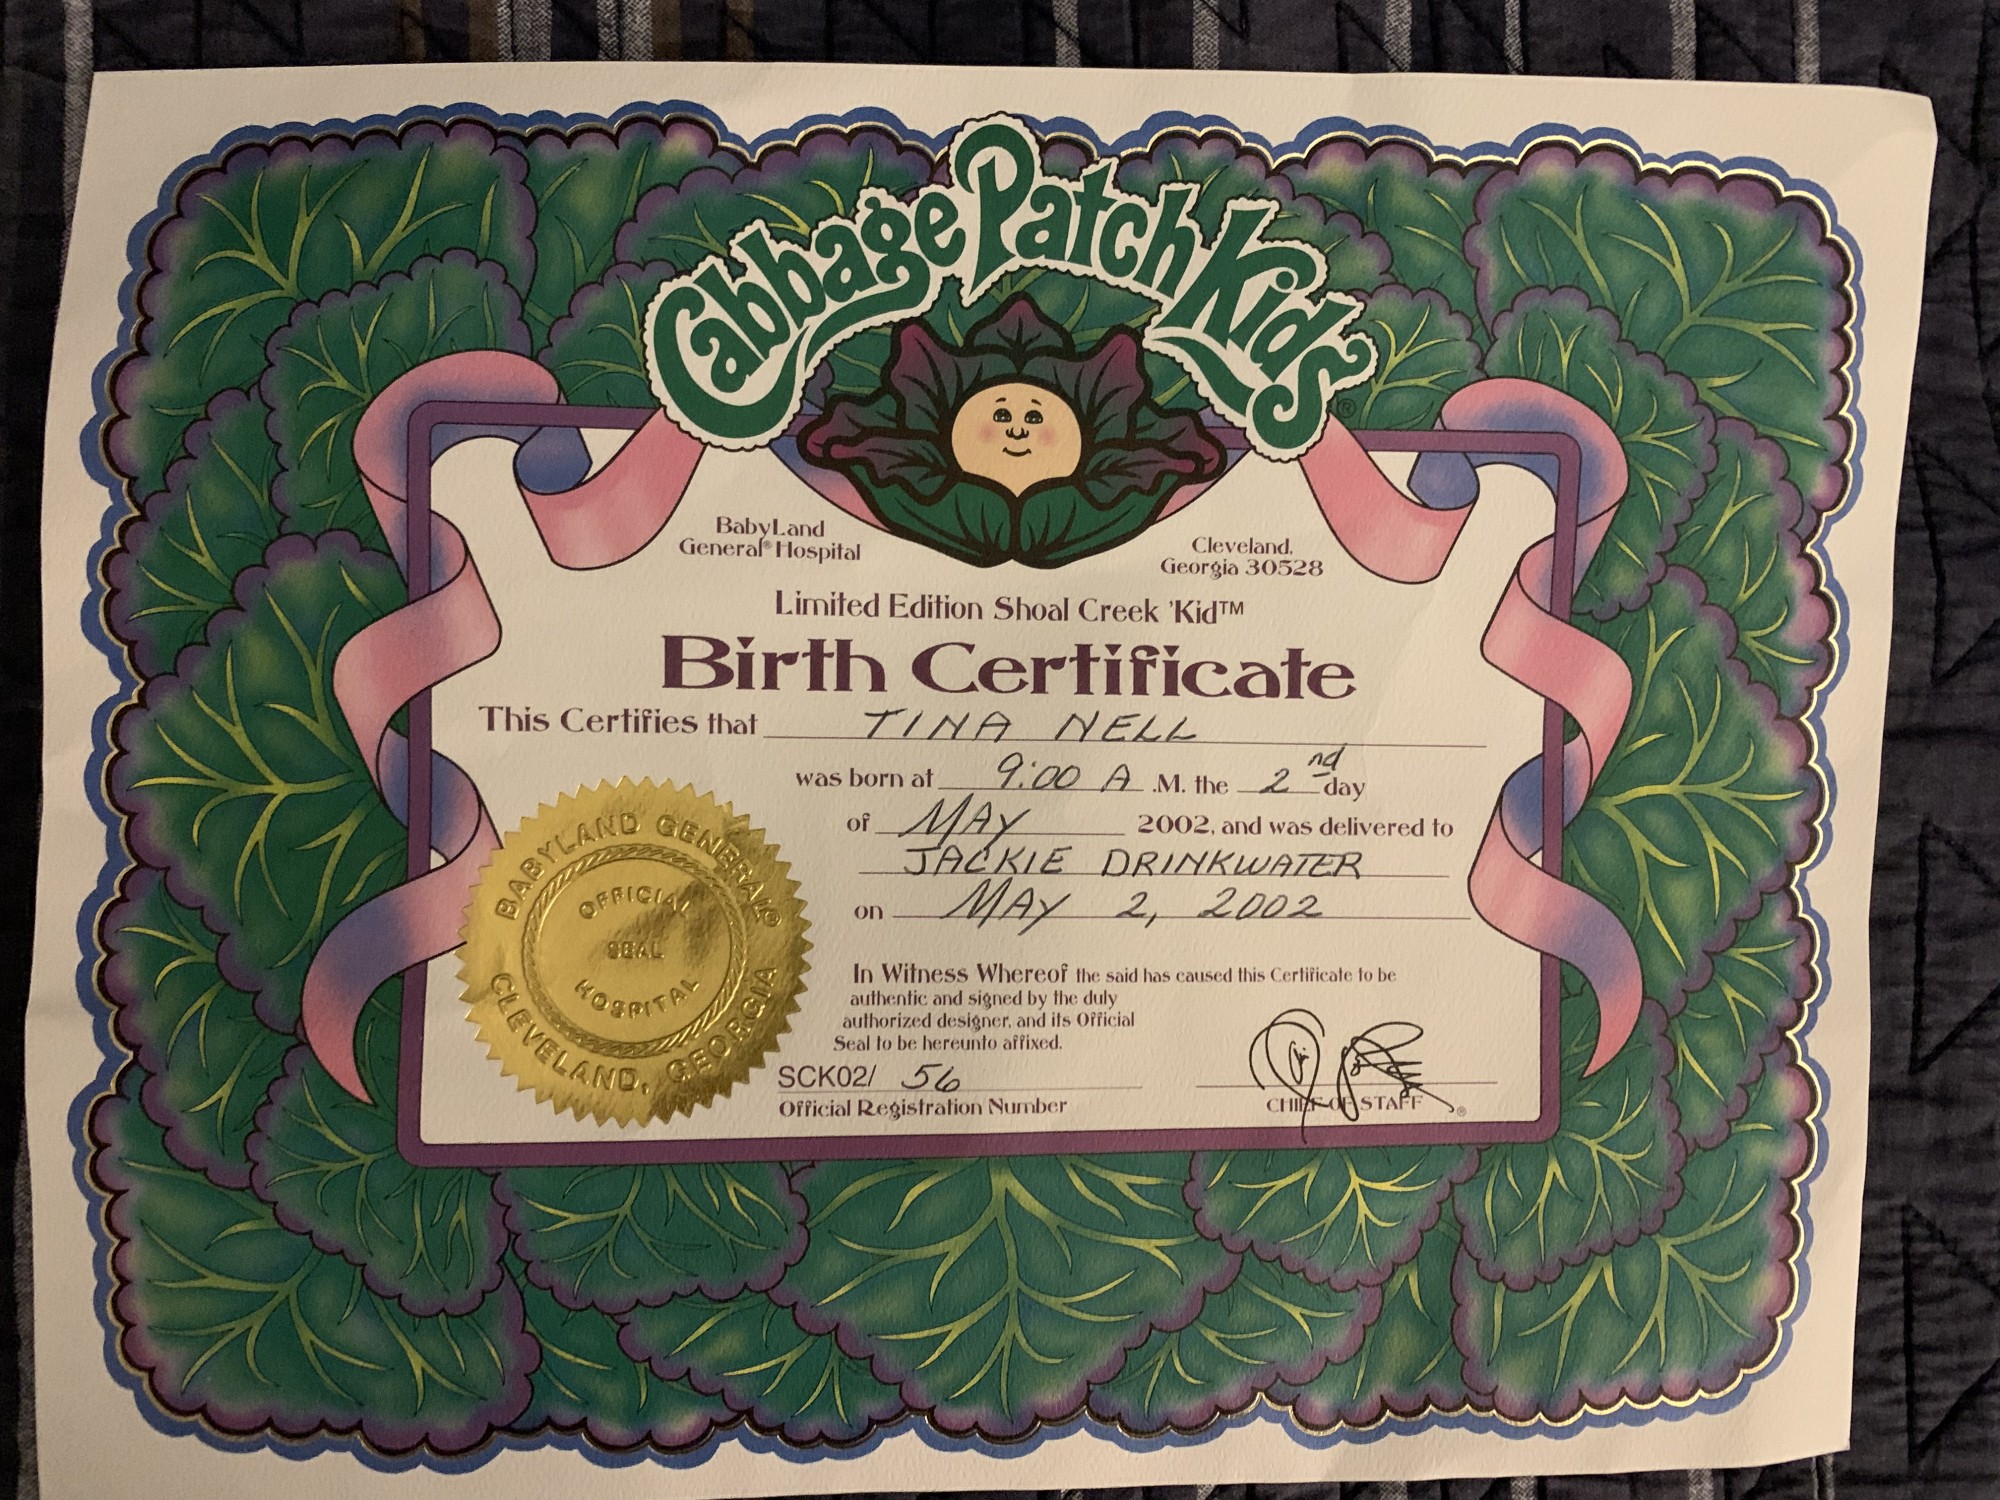 Cabbage Patch Kids®
BabyLand
General® Hospital
Cleveland,
Georgia 30528
Limited Edition Shoal Creek 'Kid™
Birth Certificate
This Certifies that TINA NELL
was born at 9:00 A .M. the 2nd day
of MAY 2002, and was delivered to
JACKIE DRINKWATER
on MAY 2, 2002
In Witness Whereof the said has caused this Certificate to be
authentic and signed by the duly
authorized designer, and its Official
Seal to be hereunto affixed.
SCK02/ 56
Official Registration Number
CHIEF OF STAFF ®
BABYLAND GENERAL®
OFFICIAL
SEAL
HOSPITAL
CLEVELAND, GEORGIA